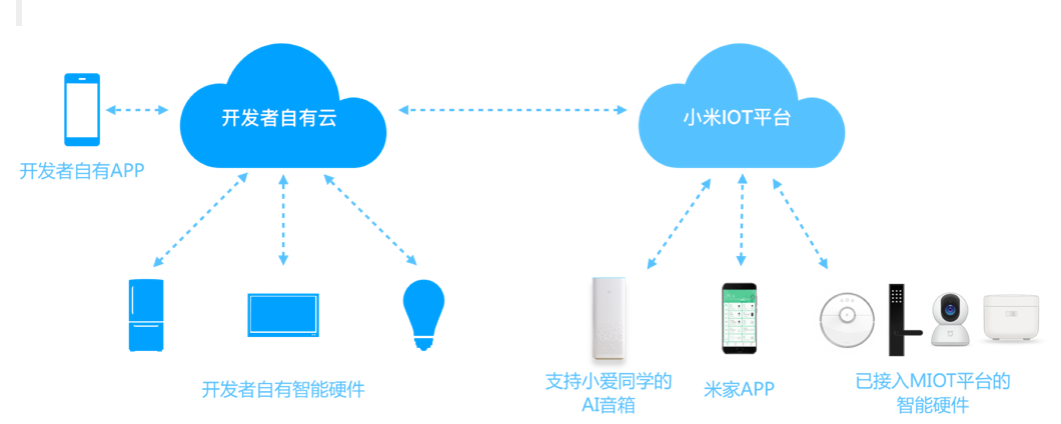 开发者自有云
小米IOT平台
开发者自有APP
开发者自有智能硬件
支持小爱同学的
AI音箱
米家APP
已接入MIOT平台的
智能硬件